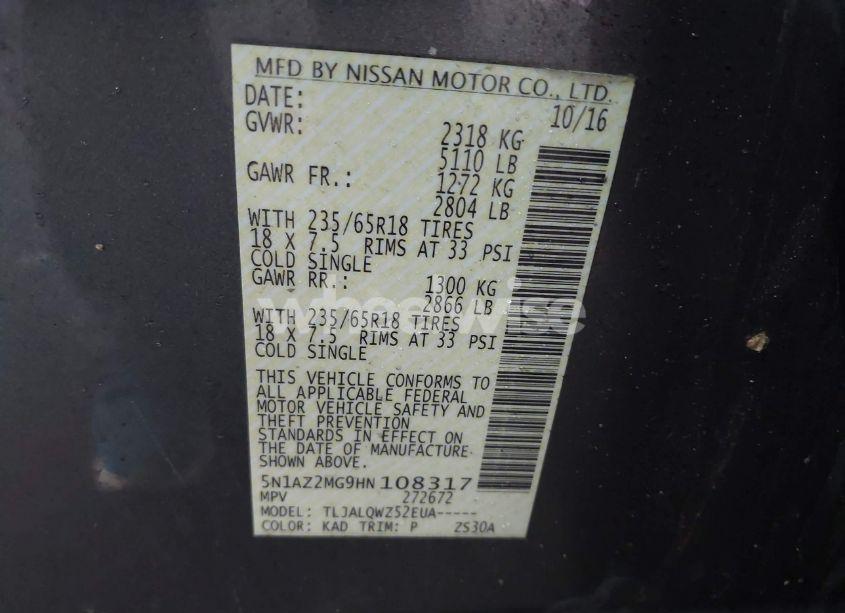 MFD BY NISSAN MOTOR CO., LTD.
DATE: 10/16
GVWR: 2318 KG
5110 LB
GAWR FR.: 1272 KG
2804 LB
WITH 235/65R18 TIRES
18 X 7.5 RIMS AT 33 PSI
COLD SINGLE
GAWR RR.: 1300 KG
2866 LB
wheelwise
WITH 235/65R18 TIRES
18 X 7.5 RIMS AT 33 PSI
COLD SINGLE
THIS VEHICLE CONFORMS TO
ALL APPLICABLE FEDERAL
MOTOR VEHICLE SAFETY AND
THEFT PREVENTION
STANDARDS IN EFFECT ON
THE DATE OF MANUFACTURE
SHOWN ABOVE.
5N1AZ2MG9HN108317
MPV 272672
MODEL: TLJALQWZ52EUA-----
COLOR: KAD TRIM: P ZS30A